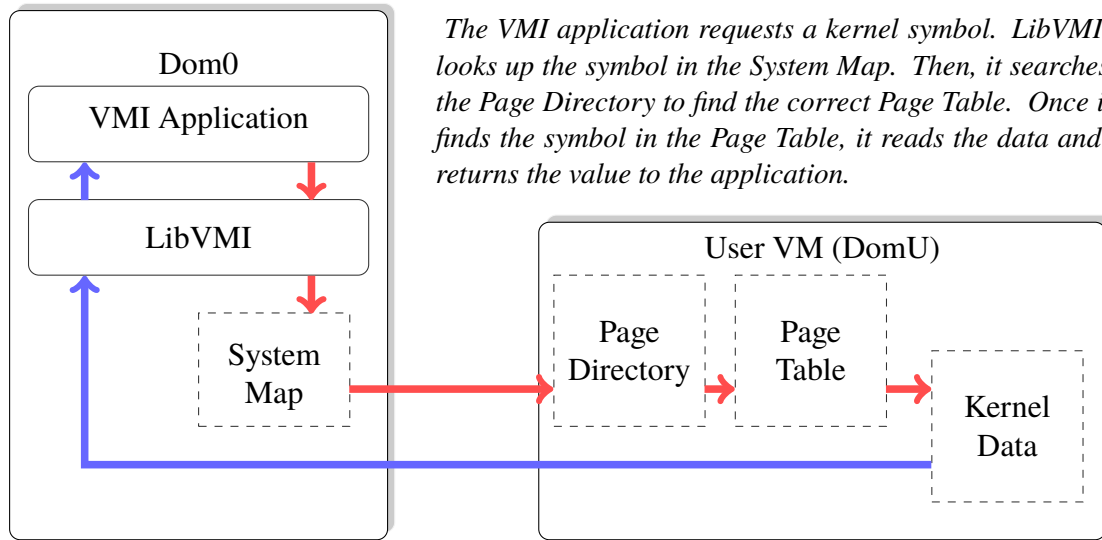 The VMI application requests a kernel symbol. LibVMI
looks up the symbol in the System Map. Then, it searches
the Page Directory to find the correct Page Table. Once i
finds the symbol in the Page Table, it reads the data and
returns the value to the application.
Dom0
VMI Application
LibVMI
System
Map
User VM (DomU)
Page
Directory
Page
Table
Kernel
Data